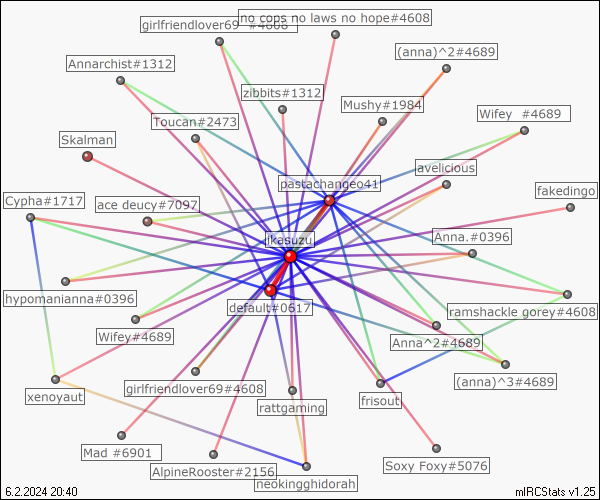 no cops no laws no hope#4608
girlfriendlover69 #4608
(anna)^2#4689
Annarchist#1312
zibbits#1312
Mushy#1984
Wifey_#4689
Toucan#2473
Skalman
avelicious
pastachangeo41
fakedingo
Cypha#1717
ace deucy#7097
jkasuzu
Anna.#0396
hypomanianna#0396
default#0617
ramshackle gorey#4608
Wifey#4689
Anna^2#4689
girlfriendlover69#4608
(anna)^3#4689
xenoyaut
rattgaming
frisout
Mad #6901
AlpineRooster#2156
Soxy Foxy#5076
neokingghidorah
6.2.2024 20:40
mIRCStats v1.25